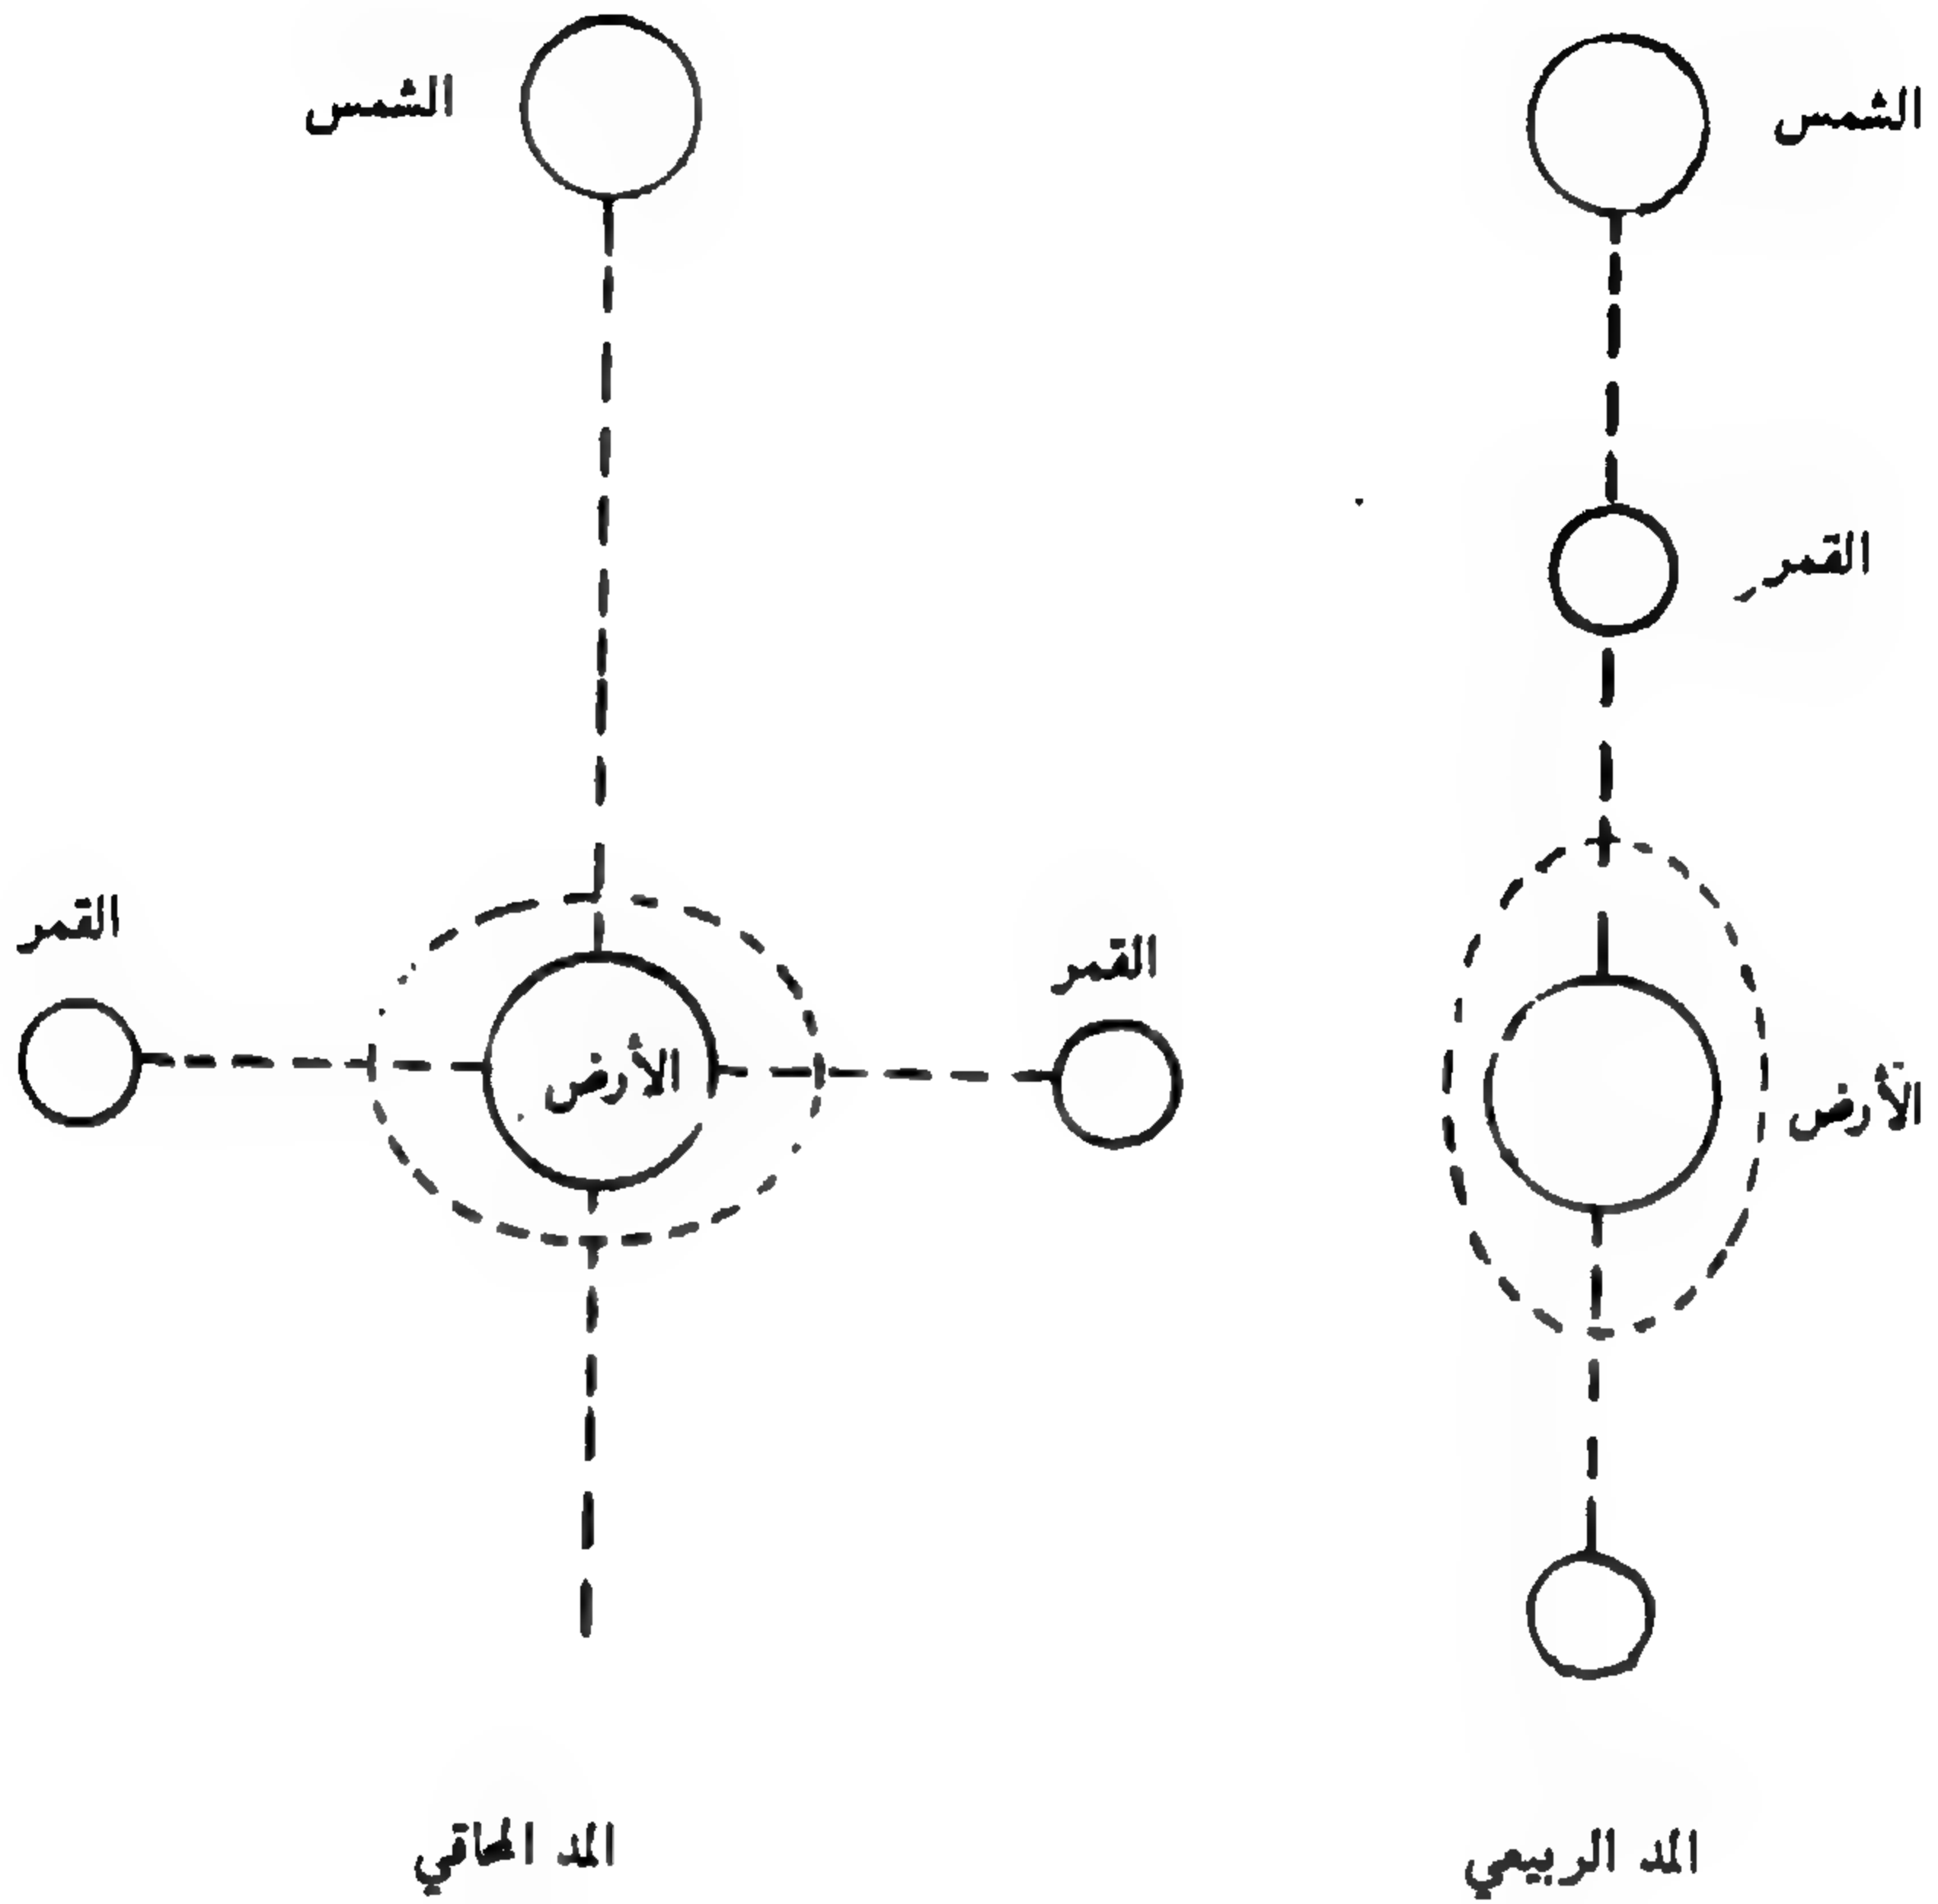 الشمس
الشمس
القمر
القمر
القمر
الأرض
الأرض
المد الربيعي
المد المحاقي